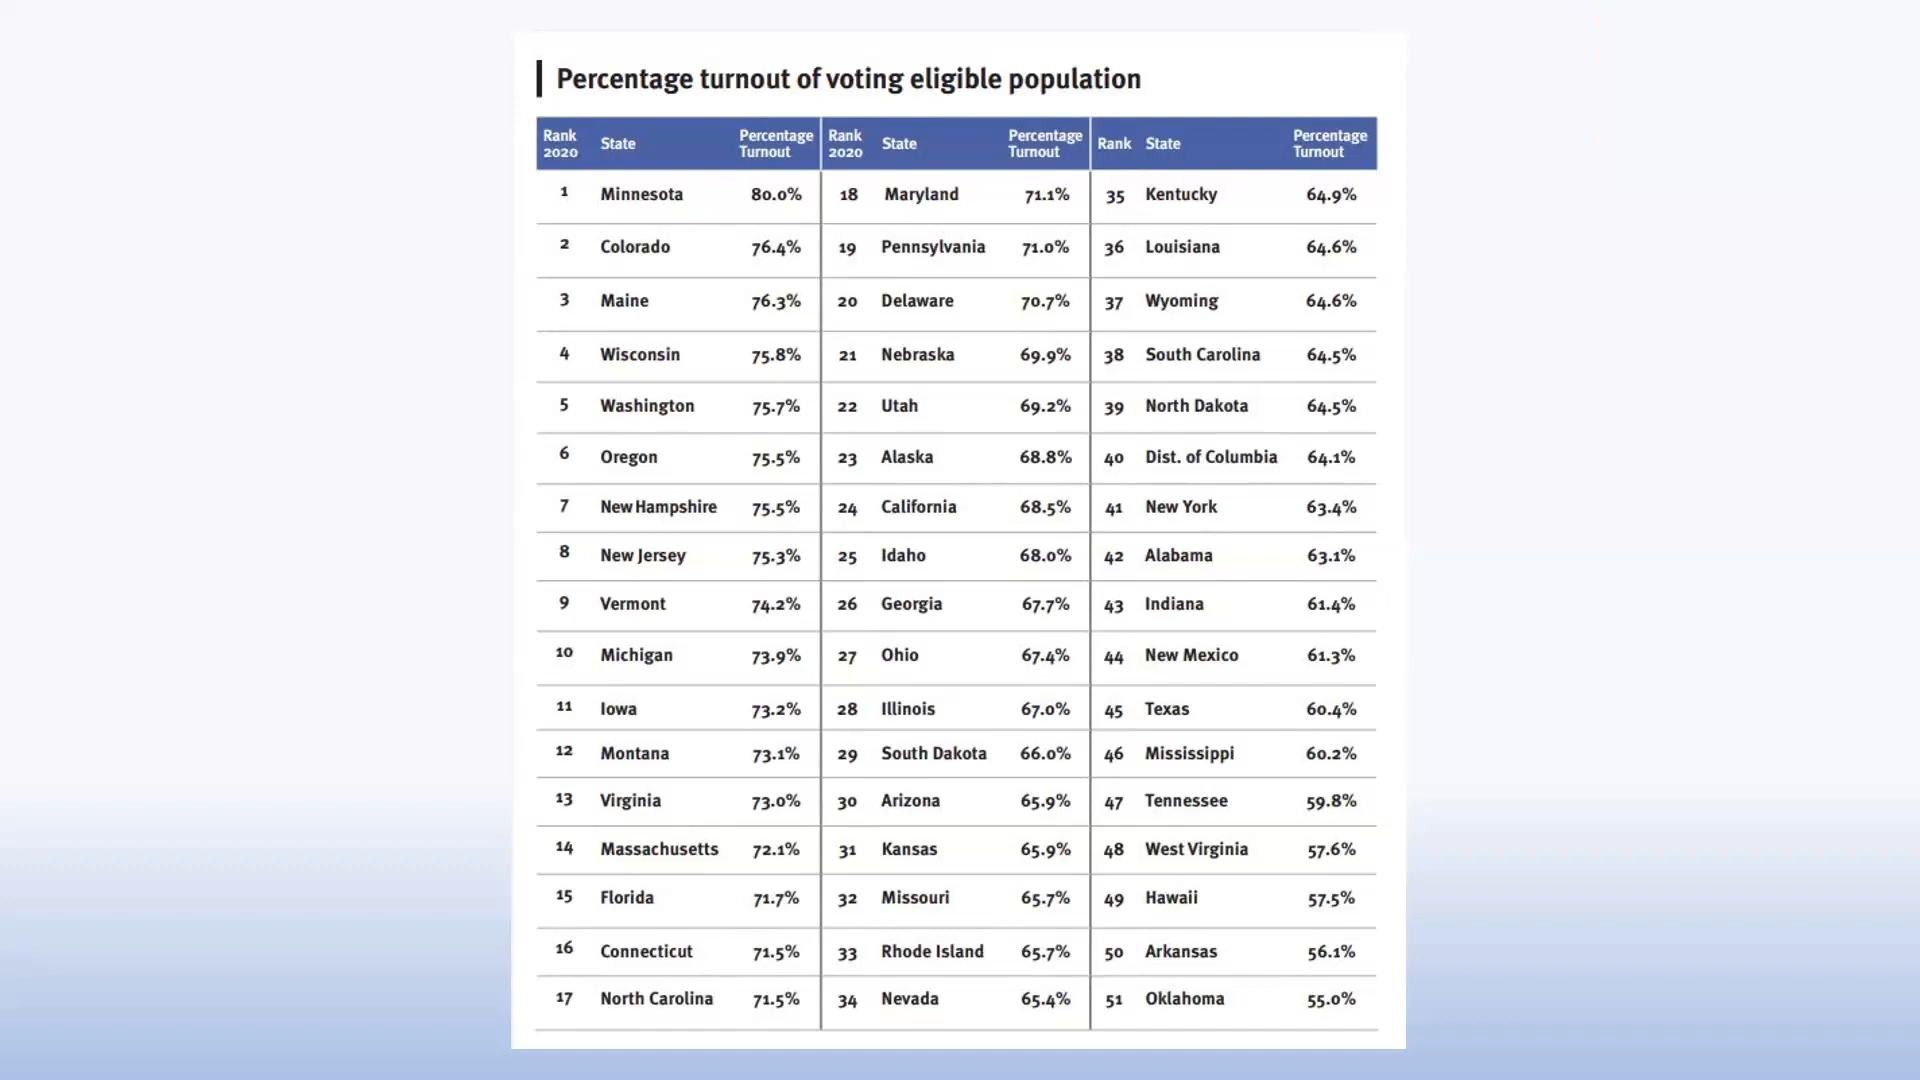 Percentage turnout of voting eligible population
Rank 2020 State Percentage Turnout Rank 2020 State Percentage Turnout Rank State Percentage Turnout
1 Minnesota 80.0% 18 Maryland 71.1% 35 Kentucky 64.9%
2 Colorado 76.4% 19 Pennsylvania 71.0% 36 Louisiana 64.6%
3 Maine 76.3% 20 Delaware 70.7% 37 Wyoming 64.6%
4 Wisconsin 75.8% 21 Nebraska 69.9% 38 South Carolina 64.5%
5 Washington 75.7% 22 Utah 69.2% 39 North Dakota 64.5%
6 Oregon 75.5% 23 Alaska 68.8% 40 Dist. of Columbia 64.1%
7 New Hampshire 75.5% 24 California 68.5% 41 New York 63.4%
8 New Jersey 75.3% 25 Idaho 68.0% 42 Alabama 63.1%
9 Vermont 74.2% 26 Georgia 67.7% 43 Indiana 61.4%
10 Michigan 73.9% 27 Ohio 67.4% 44 New Mexico 61.3%
11 Iowa 73.2% 28 Illinois 67.0% 45 Texas 60.4%
12 Montana 73.1% 29 South Dakota 66.0% 46 Mississippi 60.2%
13 Virginia 73.0% 30 Arizona 65.9% 47 Tennessee 59.8%
14 Massachusetts 72.1% 31 Kansas 65.9% 48 West Virginia 57.6%
15 Florida 71.7% 32 Missouri 65.7% 49 Hawaii 57.5%
16 Connecticut 71.5% 33 Rhode Island 65.7% 50 Arkansas 56.1%
17 North Carolina 71.5% 34 Nevada 65.4% 51 Oklahoma 55.0%